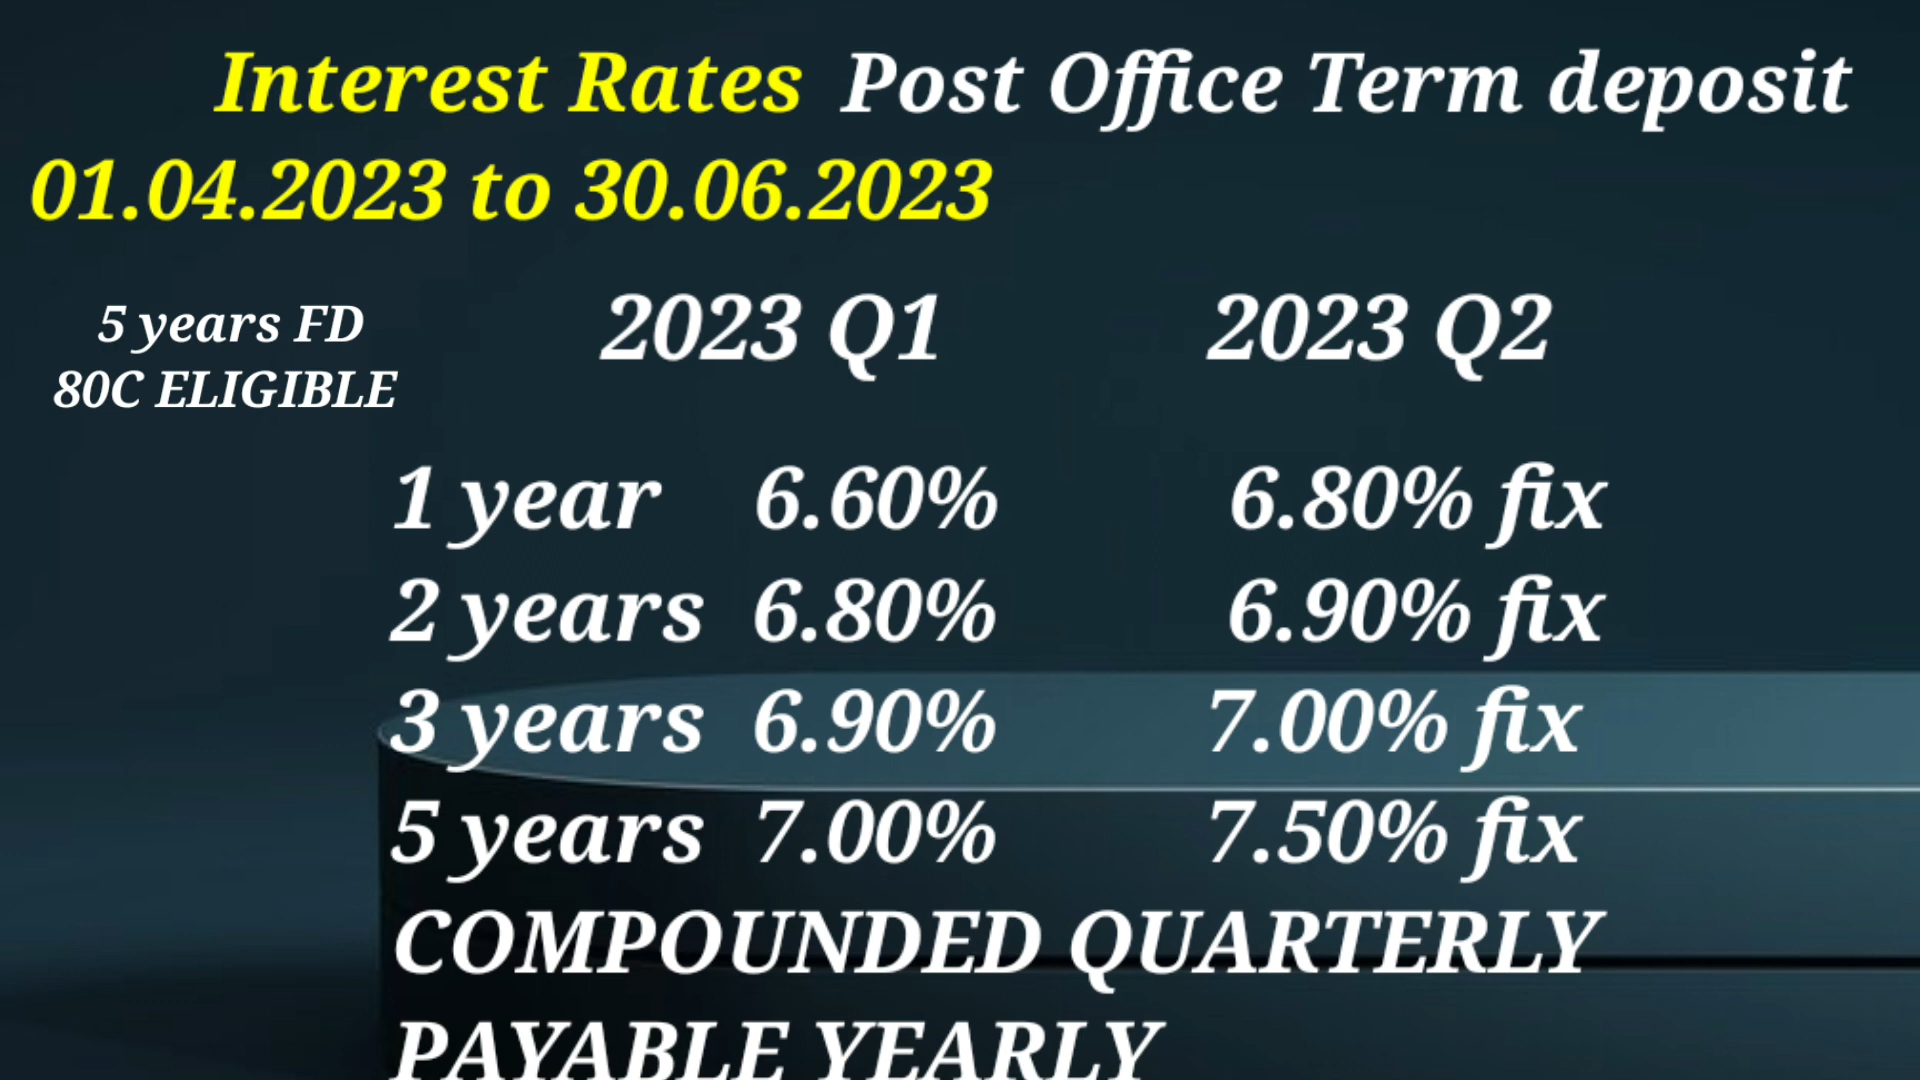 Interest Rates Post Office Term deposit
01.04.2023 to 30.06.2023
5 years FD
80C ELIGIBLE
2023 Q1 2023 Q2
1 year 6.60% 6.80% fix
2 years 6.80% 6.90% fix
3 years 6.90% 7.00% fix
5 years 7.00% 7.50% fix
COMPOUNDED QUARTERLY
PAYABLE YEARLY